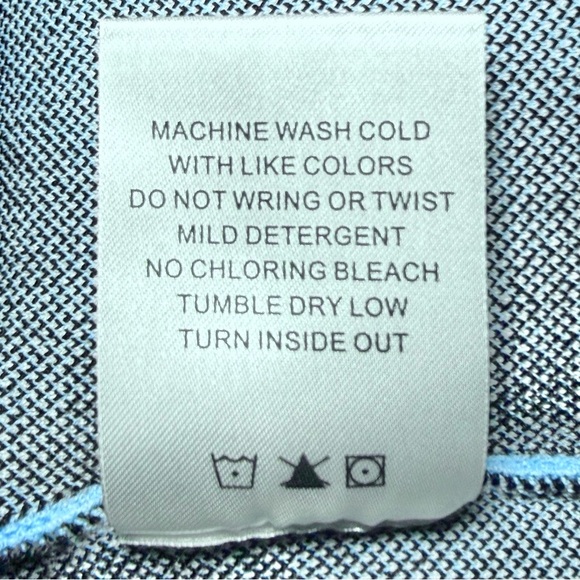 MACHINE WASH COLD
WITH LIKE COLORS
DO NOT WRING OR TWIST
MILD DETERGENT
NO CHLORING BLEACH
TUMBLE DRY LOW
TURN INSIDE OUT